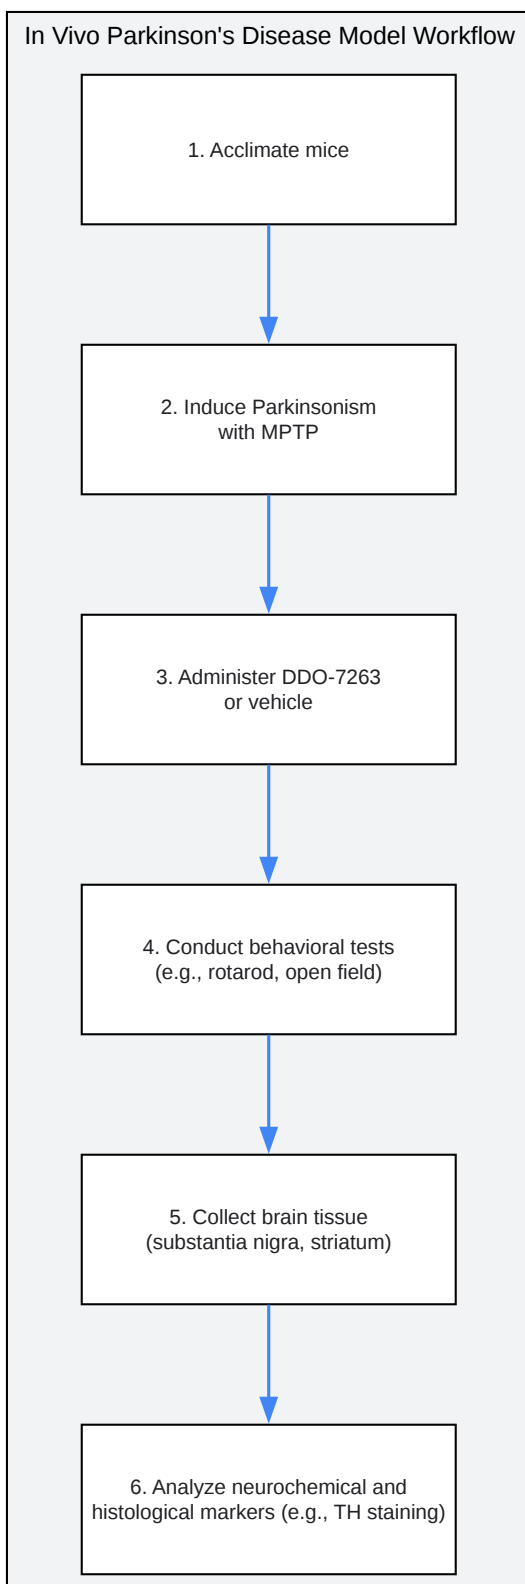 In Vivo Parkinson's Disease Model Workflow
1. Acclimate mice
2. Induce Parkinsonism
with MPTP
3. Administer DDO-7263
or vehicle
4. Conduct behavioral tests
(e.g., rotarod, open field)
5. Collect brain tissue
(substantia nigra, striatum)
6. Analyze neurochemical and
histological markers (e.g., TH staining)